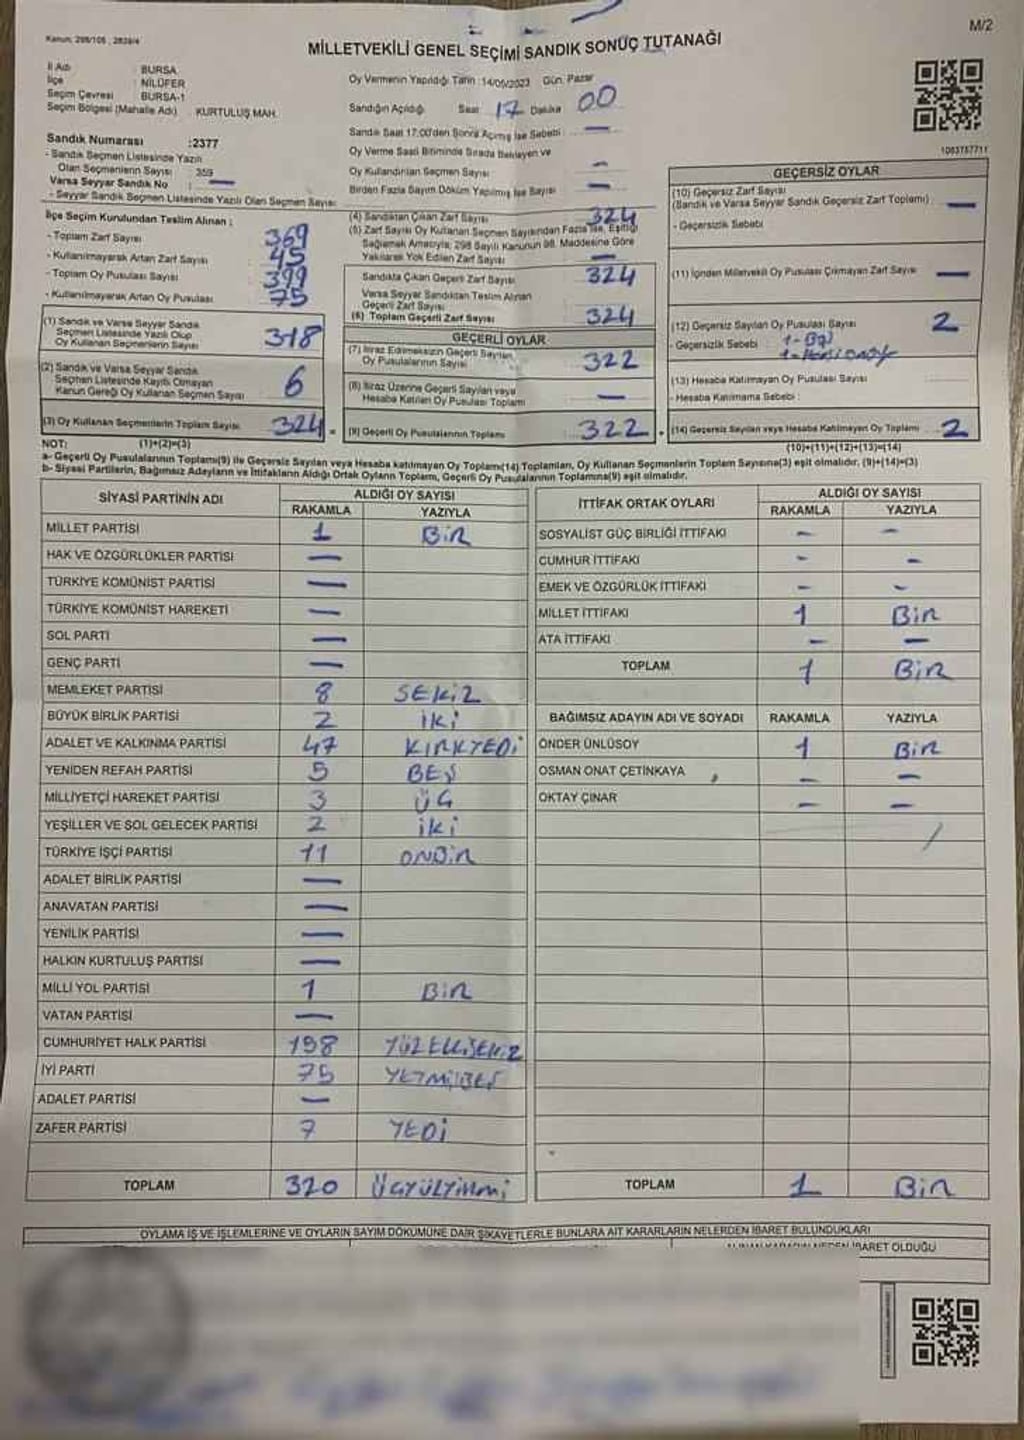 M/2
Kanun: 298/105 , 2839/4
MİLLETVEKİLİ GENEL SEÇİMİ SANDIK SONUÇ TUTANAĞI
İl Adı : BURSA
İlçe : NİLÜFER
Seçim Çevresi : BURSA-1
Seçim Bölgesi (Mahalle Adı) : KURTULUŞ MAH.
Sandık Numarası :2377
- Sandık Seçmen Listesinde Yazılı
Olan Seçmenlerin Sayısı : 359
Varsa Seyyar Sandık No : —
- Seyyar Sandık Seçmen Listesinde Yazılı Olan Seçmen Sayısı
Oy Vermenin Yapıldığı Tarih :14/05/2023 Gün: Pazar
Sandığın Açıldığı Saat 17 Dakika 00
Sandık Saat 17:00'den Sonra Açılmış İse Sebebi : —
Oy Verme Saati Bitiminde Sırada Bekleyen ve
Oy Kullandırılan Seçmen Sayısı —
Birden Fazla Sayım Döküm Yapılmış İse Sayısı —
1083757711
İlçe Seçim Kurulundan Teslim Alınan :
- Toplam Zarf Sayısı 369
- Kullanılmayarak Artan Zarf Sayısı 45
- Toplam Oy Pusulası Sayısı 399
- Kullanılmayarak Artan Oy Pusulası 75
(1) Sandık ve Varsa Seyyar Sandık
Seçmen Listesinde Yazılı Olup
Oy Kullanan Seçmenlerin Sayısı 318
(2) Sandık ve Varsa Seyyar Sandık
Seçmen Listesinde Kayıtlı Olmayan
Kanun Gereği Oy Kullanan Seçmen Sayısı 6
(3) Oy Kullanan Seçmenlerin Toplam Sayısı 324
(4) Sandıktan Çıkan Zarf Sayısı 324
(5) Zarf Sayısı Oy Kullanan Seçmen Sayısından Fazla İse, Eşitliği
Sağlamak Amacıyla; 298 Sayılı Kanunun 98. Maddesine Göre
Yakılarak Yok Edilen Zarf Sayısı —
Sandıkta Çıkan Geçerli Zarf Sayısı 324
Varsa Seyyar Sandıktan Teslim Alınan
Geçerli Zarf Sayısı
(6) Toplam Geçerli Zarf Sayısı 324
GEÇERLİ OYLAR
(7) İtiraz Edilmeksizin Geçerli Sayılan
Oy Pusulalarının Sayısı 322
(8) İtiraz Üzerine Geçerli Sayılan veya
Hesaba Katılan Oy Pusulaları Toplamı —
(9) Geçerli Oy Pusulalarının Toplamı 322
GEÇERSİZ OYLAR
(10) Geçersiz Zarf Sayısı
(Sandık ve Varsa Seyyar Sandık Geçersiz Zarf Toplamı) —
- Geçersizlik Sebebi :
(11) İçinden Milletvekili Oy Pusulası Çıkmayan Zarf Sayısı —
(12) Geçersiz Sayılan Oy Pusulası Sayısı 2
- Geçersizlik Sebebi :
(13) Hesaba Katılmayan Oy Pusulası Sayısı
- Hesaba Katılmama Sebebi :
(14) Geçersiz Sayılan veya Hesaba Katılmayan Oy Toplamı 2
NOT: (1)+(2)=(3) (10)+(11)+(12)+(13)=(14)
a- Geçerli Oy Pusulalarının Toplamı(9) ile Geçersiz Sayılan veya Hesaba katılmayan Oy Toplamı(14) Toplamları, Oy Kullanan Seçmenlerin Toplam Sayısına(3) eşit olmalıdır. (9)+(14)=(3)
b- Siyasi Partilerin, Bağımsız Adayların ve İttifakların Aldığı Ortak Oyların Toplamı, Geçerli Oy Pusulalarının Toplamına(9) eşit olmalıdır.
SİYASİ PARTİNİN ADI ALDIĞI OY SAYISI
RAKAMLA YAZIYLA
MİLLET PARTİSİ 1 BİR
HAK VE ÖZGÜRLÜKLER PARTİSİ —
TÜRKİYE KOMÜNİST PARTİSİ —
TÜRKİYE KOMÜNİST HAREKETİ —
SOL PARTİ —
GENÇ PARTİ —
MEMLEKET PARTİSİ 8 SEKİZ
BÜYÜK BİRLİK PARTİSİ 2 İKİ
ADALET VE KALKINMA PARTİSİ 47 KIRKYEDİ
YENİDEN REFAH PARTİSİ 5 BEŞ
MİLLİYETÇİ HAREKET PARTİSİ 3 ÜÇ
YEŞİLLER VE SOL GELECEK PARTİSİ 2 İKİ
TÜRKİYE İŞÇİ PARTİSİ 11 ONBİR
ADALET BİRLİK PARTİSİ —
ANAVATAN PARTİSİ —
YENİLİK PARTİSİ —
HALKIN KURTULUŞ PARTİSİ —
MİLLİ YOL PARTİSİ 1 BİR
VATAN PARTİSİ —
CUMHURİYET HALK PARTİSİ 158 YÜZELLİSEKİZ
İYİ PARTİ 75 YETMİŞBEŞ
ADALET PARTİSİ —
ZAFER PARTİSİ 7 YEDİ
TOPLAM 320 ÜÇYÜZYİRMİ
İTTİFAK ORTAK OYLARI ALDIĞI OY SAYISI
RAKAMLA YAZIYLA
SOSYALİST GÜÇ BİRLİĞİ İTTİFAKI — —
CUMHUR İTTİFAKI — —
EMEK VE ÖZGÜRLÜK İTTİFAKI — —
MİLLET İTTİFAKI 1 BİR
ATA İTTİFAKI — —
TOPLAM 1 BİR
BAĞIMSIZ ADAYIN ADI VE SOYADI RAKAMLA YAZIYLA
ÖNDER ÜNLÜSOY 1 BİR
OSMAN ONAT ÇETİNKAYA — —
OKTAY ÇINAR — —
TOPLAM 1 BİR
OYLAMA İŞ VE İŞLEMLERİNE VE OYLARIN SAYIM DÖKÜMÜNE DAİR ŞİKAYETLERLE BUNLARA AİT KARARLARIN NELERDEN İBARET BULUNDUKLARI
İBARET OLDUĞU